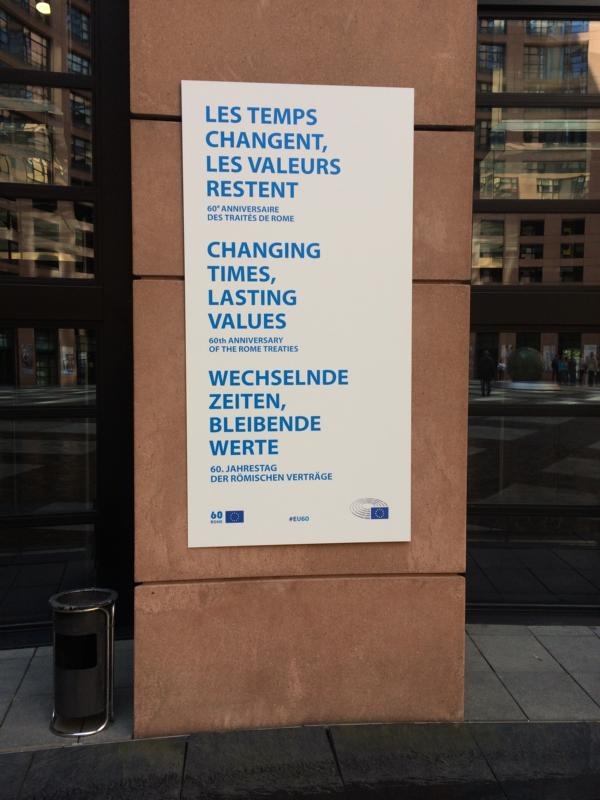 LES TEMPS
CHANGENT,
LES VALEURS
RESTENT
60e ANNIVERSAIRE
DES TRAITÉS DE ROME
CHANGING
TIMES,
LASTING
VALUES
60th ANNIVERSARY
OF THE ROME TREATIES
WECHSELNDE
ZEITEN,
BLEIBENDE
WERTE
60. JAHRESTAG
DER RÖMISCHEN VERTRÄGE
60
ROME
#EU60